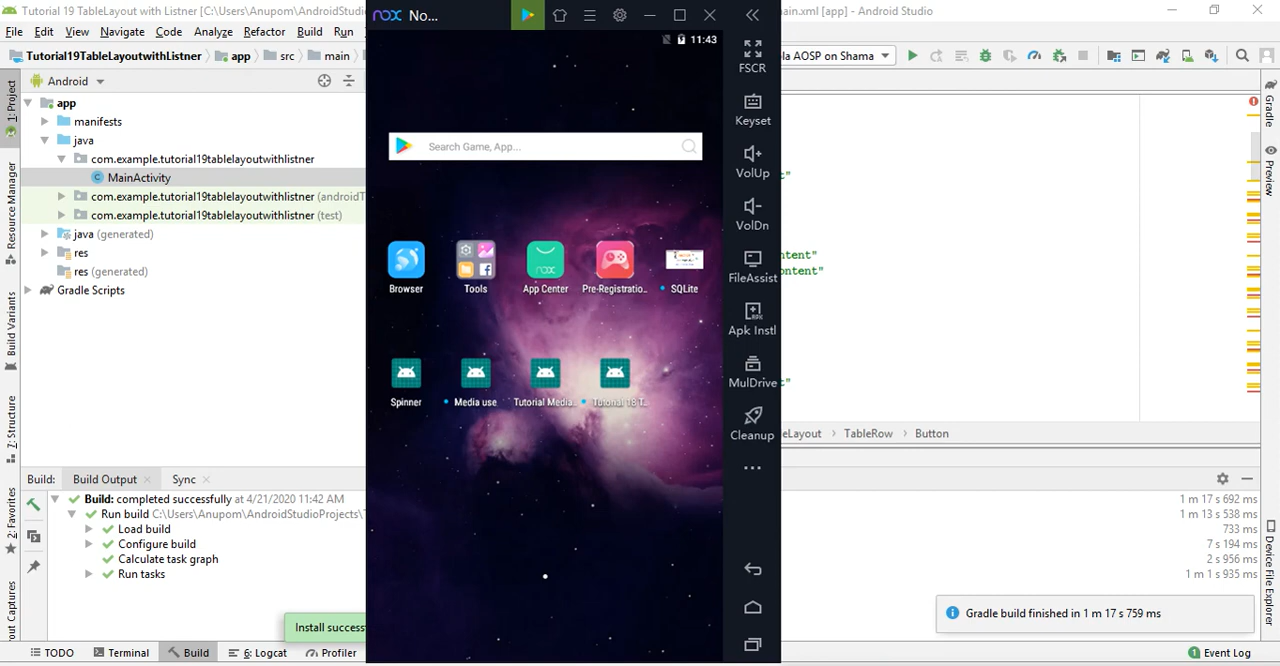 Tutorial 19 TableLayout with Listner [C:\Users\Anupom\AndroidStudio
nox No...
main.xml [app] - Android Studio
File Edit View Navigate Code Analyze Refactor Build Run
11:43
Tutorial19TableLayoutwithListner app src main
la AOSP on Shama
FSCR
Android
app
manifests
Keyset
java
Search Game, App...
com.example.tutorial19tablelayoutwithlistner
VolUp
MainActivity
com.example.tutorial19tablelayoutwithlistner (androidT
com.example.tutorial19tablelayoutwithlistner (test)
VolDn
java (generated)
res
ntent"
ontent"
res (generated)
FileAssist
Gradle Scripts
Browser Tools App Center Pre-Registratio.. SQLite
Apk Instl
MulDrive
Spinner Media use Tutorial Media.. Tutorial 18 T..
Cleanup
eLayout TableRow Button
1: Project
Resource Manager
Build Variants
Z: Structure
2: Favorites
out Captures
Gradle
Preview
Device File Explorer
Build: Build Output Sync
Build: completed successfully at 4/21/2020 11:42 AM 1 m 17 s 692 ms
Run build C:\Users\Anupom\AndroidStudioProjects\T 1 m 13 s 538 ms
Load build 733 ms
Configure build 7 s 194 ms
Calculate task graph 2 s 956 ms
Run tasks 1 m 1 s 935 ms
Gradle build finished in 1 m 17 s 759 ms
Install success
TODO Terminal Build 6: Logcat Profiler 1 Event Log